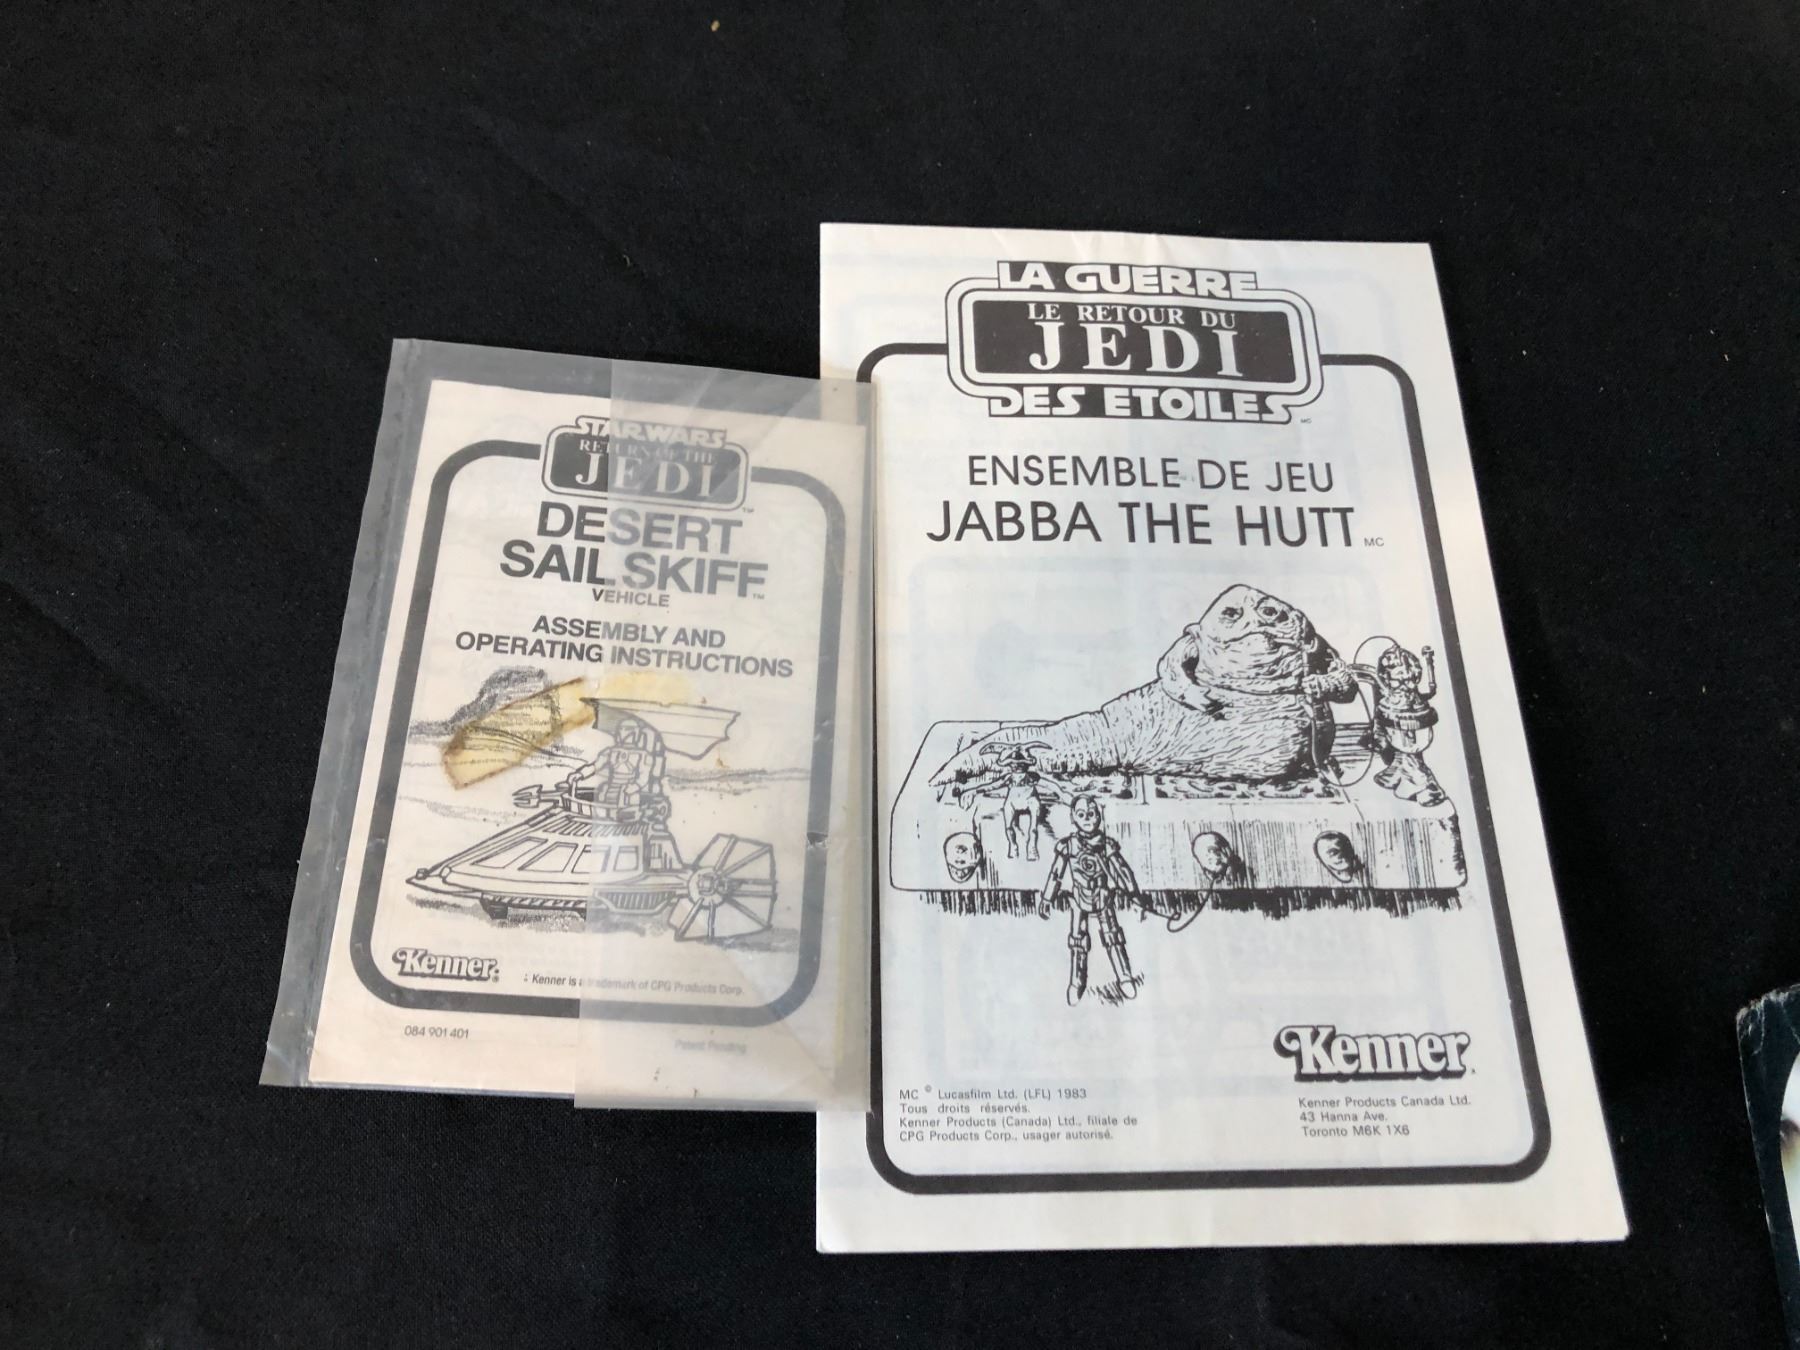 STAR WARS
RETURN OF THE
JEDI
™
DESERT
SAIL SKIFF™
VEHICLE
ASSEMBLY AND
OPERATING INSTRUCTIONS
Kenner®
Kenner is a trademark of CPG Products Corp.
084 901 401
Patent Pending
LA GUERRE
LE RETOUR DU
JEDI
DES ETOILES
MC
ENSEMBLE DE JEU
JABBA THE HUTT MC
Kenner
MC © Lucasfilm Ltd. (LFL) 1983
Tous droits réservés.
Kenner Products (Canada) Ltd., filiale de
CPG Products Corp., usager autorisé.
Kenner Products Canada Ltd.
43 Hanna Ave.
Toronto M6K 1X6